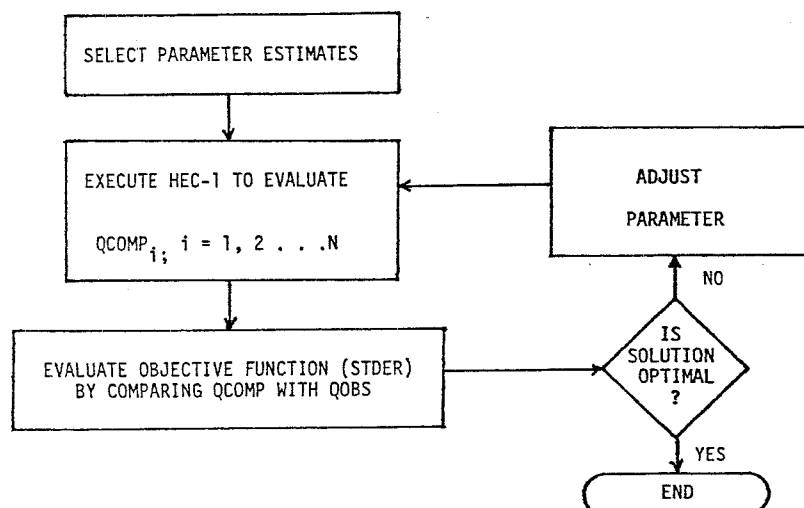 SELECT PARAMETER ESTIMATES
EXECUTE HEC-1 TO EVALUATE
QCOMPi; i = 1, 2 . . .N
EVALUATE OBJECTIVE FUNCTION (STDER)
BY COMPARING QCOMP WITH QOBS
ADJUST
PARAMETER
NO
IS
SOLUTION
OPTIMAL
?
YES
END